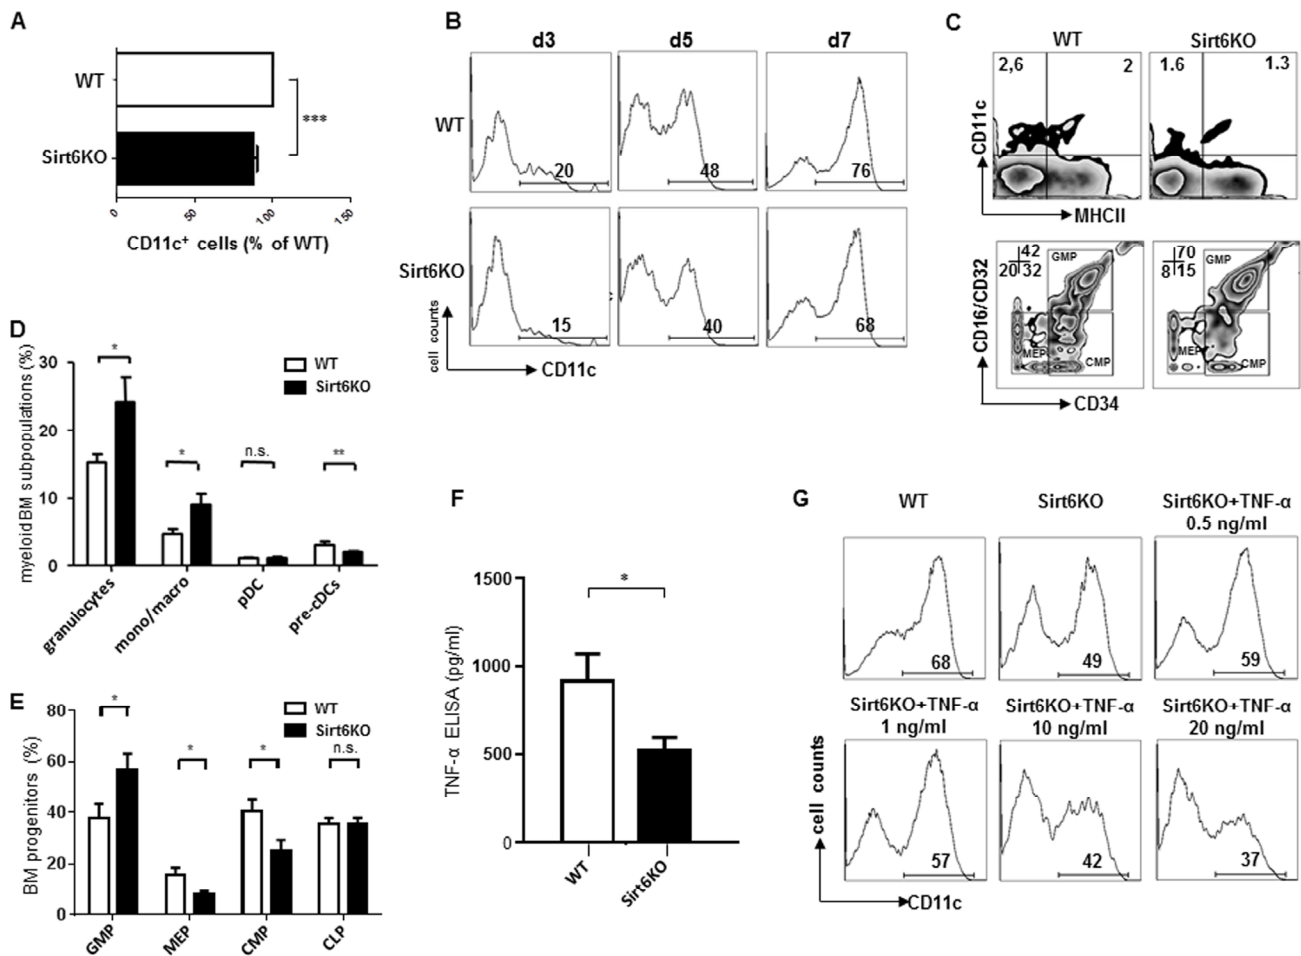 A
WT
Sirt6KO
***
0
50
100
150
CD11c+ cells (% of WT)
B
d3
d5
d7
WT
20
48
76
Sirt6KO
c
15
40
68
cell counts
CD11c
C
WT
Sirt6KO
2,6
2
1.6
1.3
CD11c
MHCII
42
20 32
GMP
MEP
CMP
70
8 15
GMP
MEP
CMP
CD16/CD32
CD34
D
myeloid BM subpopulations (%)
30
20
10
0
*
*
n.s.
**
WT
Sirt6KO
granulocytes
mono/macro
pDC
pre-cDCs
E
BM progenitors (%)
80
60
40
20
0
*
*
*
n.s.
WT
Sirt6KO
GMP
MEP
CMP
CLP
F
TNF-α ELISA (pg/ml)
1500
1000
500
0
*
WT
Sirt6KO
G
WT
Sirt6KO
Sirt6KO+TNF-α
0.5 ng/ml
68
49
59
Sirt6KO+TNF-α
1 ng/ml
Sirt6KO+TNF-α
10 ng/ml
Sirt6KO+TNF-α
20 ng/ml
57
42
37
cell counts
CD11c